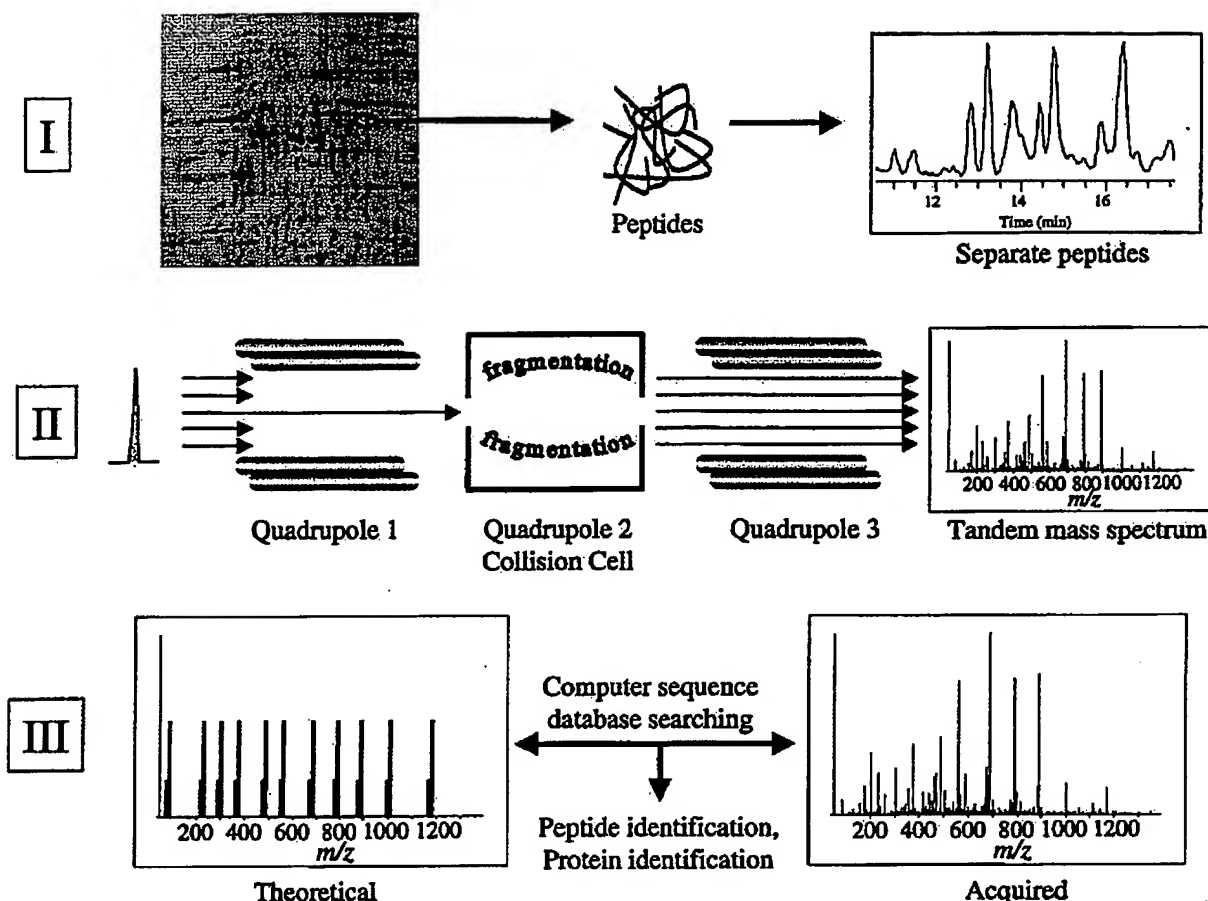 I
Peptides
12 14 16
Time (min)
Separate peptides
II
fragmentation
fragmentation
Quadrupole 1
Quadrupole 2
Collision Cell
Quadrupole 3
200 400 600 800 1000 1200
m/z
Tandem mass spectrum
III
200 400 600 800 1000 1200
m/z
Theoretical
Computer sequence
database searching
Peptide identification,
Protein identification
200 400 600 800 1000 1200
m/z
Acquired